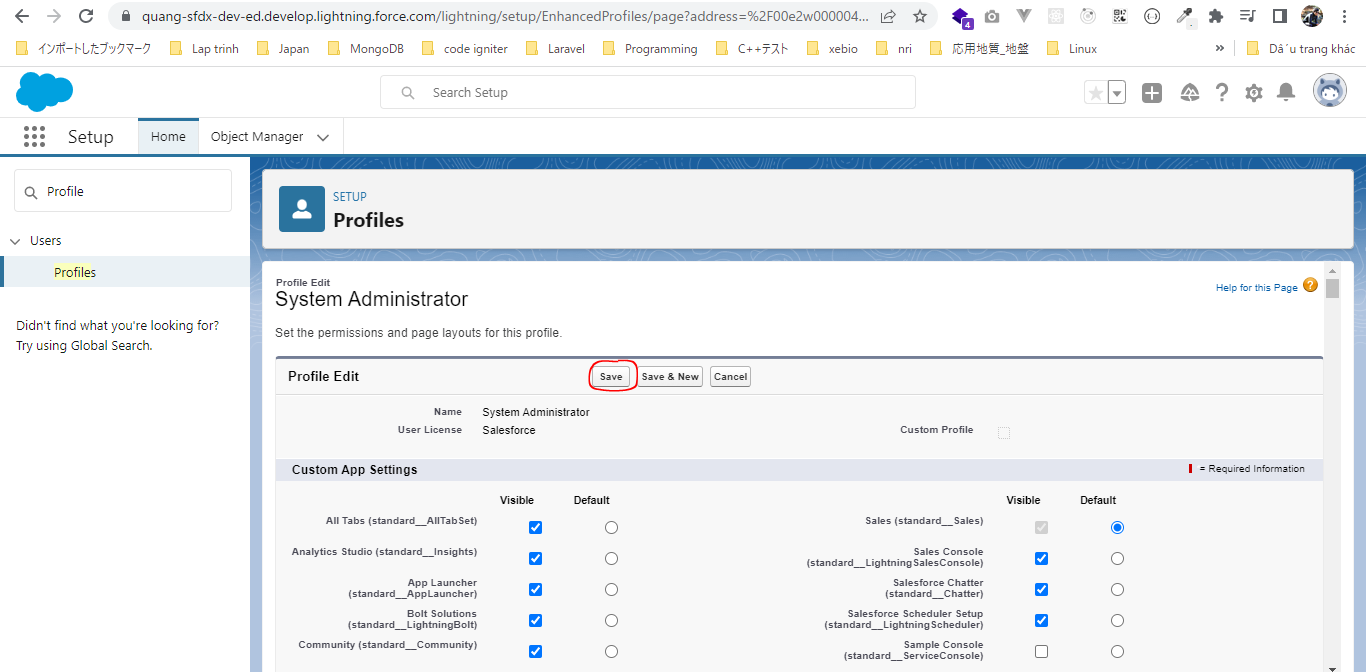 quang-sfdx-dev-ed.develop.lightning.force.com/lightning/setup/EnhancedProfiles/page?address=%2F00e2w000004...
4
インポートしたブックマーク Lap trinh Japan MongoDB code igniter Laravel Programming C++テスト xebio nri 応用地質_地盤 Linux » Dấu trang khác
Search Setup
Setup Home Object Manager
Profile
Users
Profiles
Didn't find what you're looking for?
Try using Global Search.
SETUP
Profiles
Profile Edit
System Administrator
Help for this Page ?
Set the permissions and page layouts for this profile.
Profile Edit Save Save & New Cancel
Name System Administrator
User License Salesforce Custom Profile
Custom App Settings = Required Information
Visible Default Visible Default
All Tabs (standard__AllTabSet) Sales (standard__Sales)
Analytics Studio (standard__Insights) Sales Console
(standard__LightningSalesConsole)
App Launcher Salesforce Chatter
(standard__AppLauncher) (standard__Chatter)
Bolt Solutions Salesforce Scheduler Setup
(standard__LightningBolt) (standard__LightningScheduler)
Community (standard__Community) Sample Console
(standard__ServiceConsole)